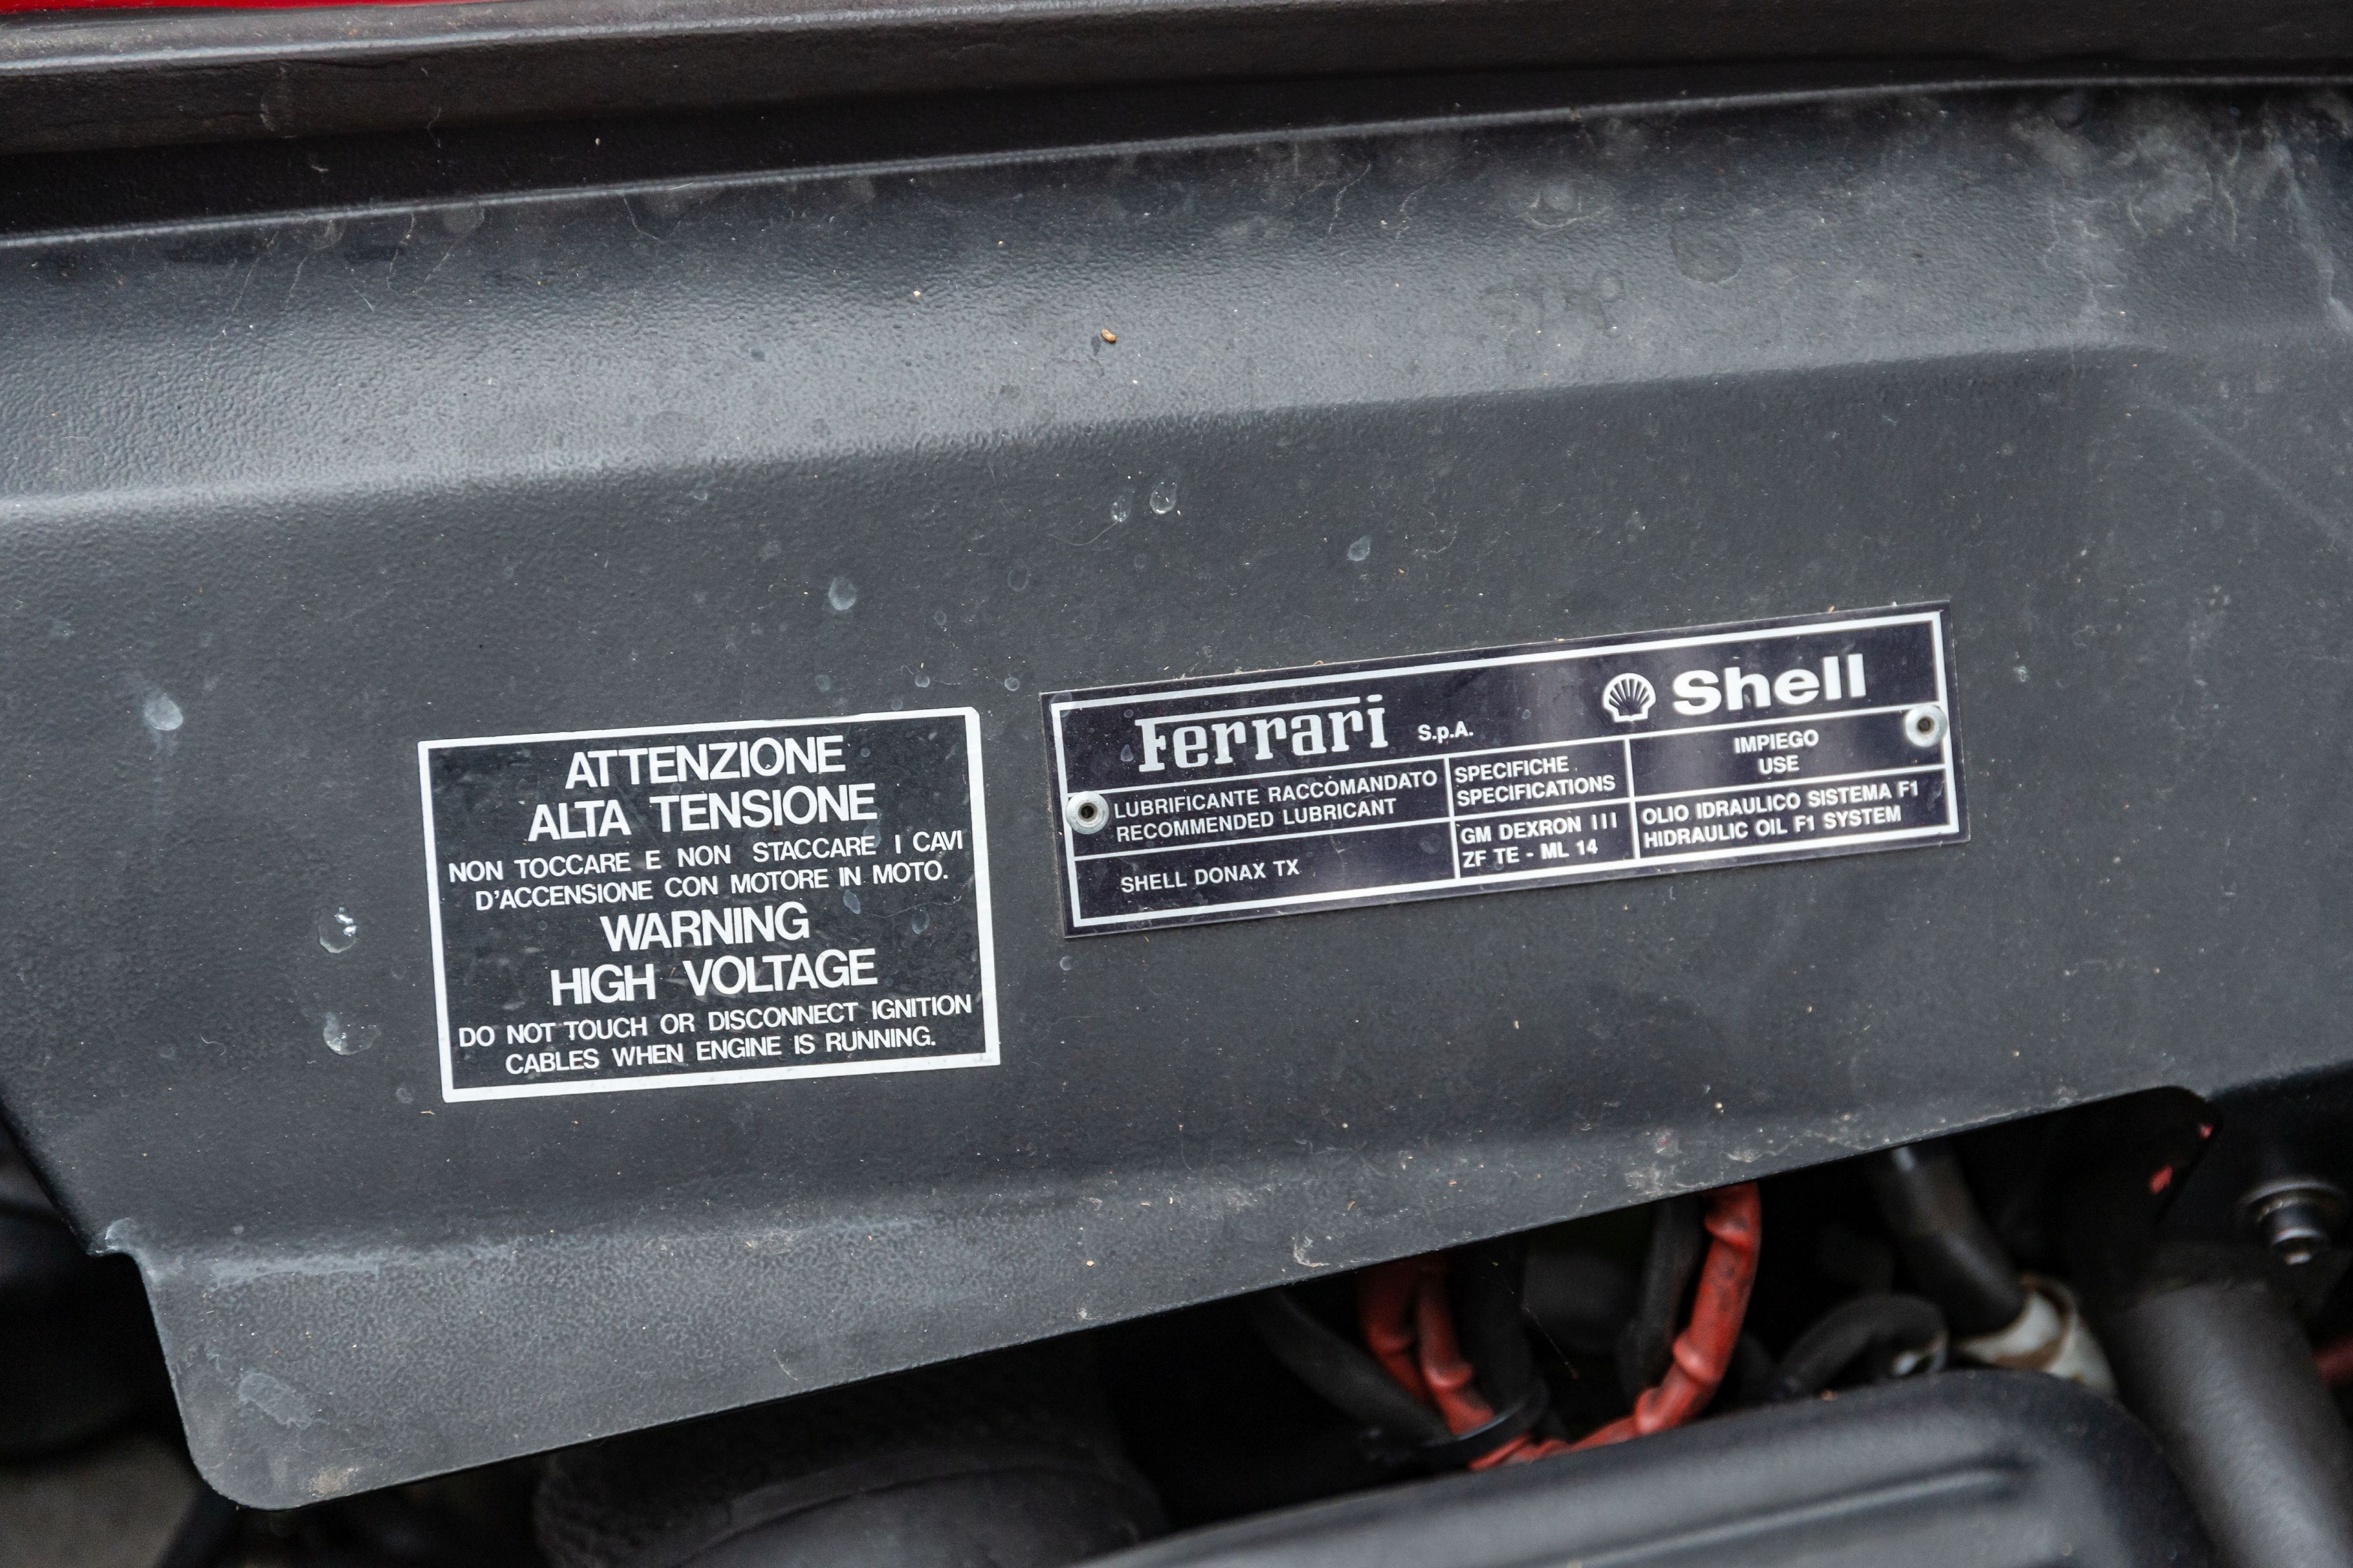 ATTENZIONE
ALTA TENSIONE
NON TOCCARE E NON STACCARE I CAVI
D'ACCENSIONE CON MOTORE IN MOTO.
WARNING
HIGH VOLTAGE
DO NOT TOUCH OR DISCONNECT IGNITION
CABLES WHEN ENGINE IS RUNNING.
Ferrari S.p.A.
Shell
LUBRIFICANTE RACCOMANDATO
RECOMMENDED LUBRICANT
SPECIFICHE
SPECIFICATIONS
IMPIEGO
USE
SHELL DONAX TX
GM DEXRON III
ZF TE - ML 14
OLIO IDRAULICO SISTEMA F1
HIDRAULIC OIL F1 SYSTEM